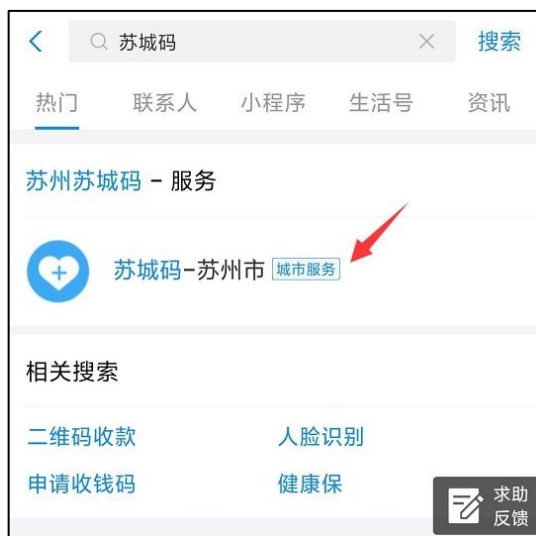 苏城码
搜索
热门 联系人 小程序 生活号 资讯
苏州苏城码 - 服务
苏城码-苏州市 城市服务
相关搜索
二维码收款 人脸识别
申请收钱码 健康保
求助
反馈